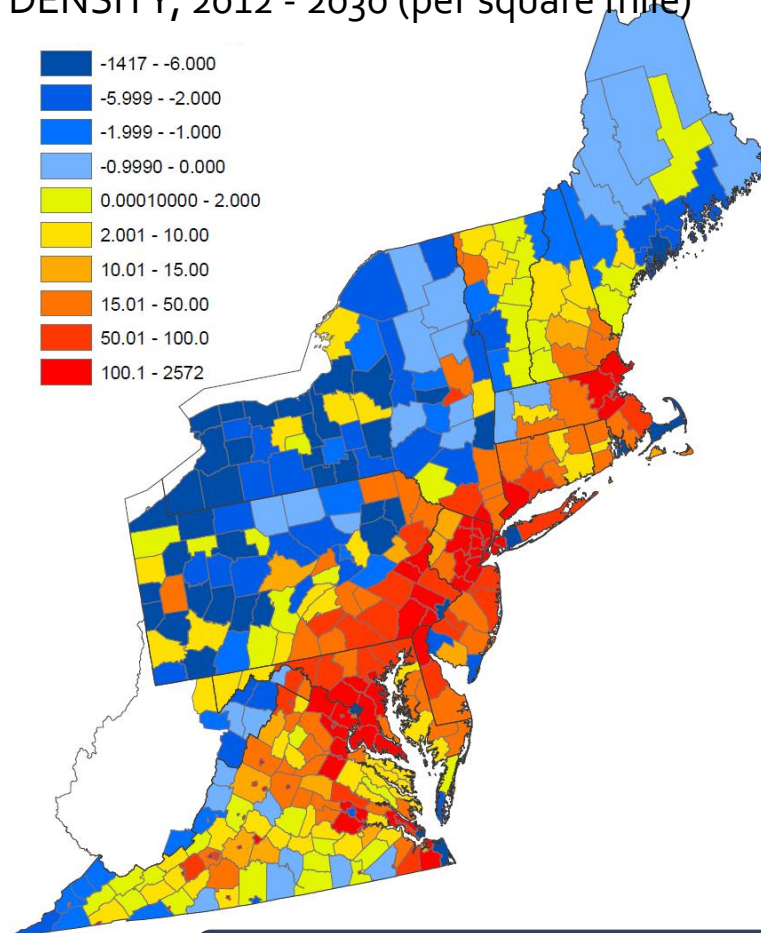 DENSITY, 2012 - 2030 (per square mile)
-1417 - -6.000
-5.999 - -2.000
-1.999 - -1.000
-0.9990 - 0.000
0.00010000 - 2.000
2.001 - 10.00
10.01 - 15.00
15.01 - 50.00
50.01 - 100.0
100.1 - 2572